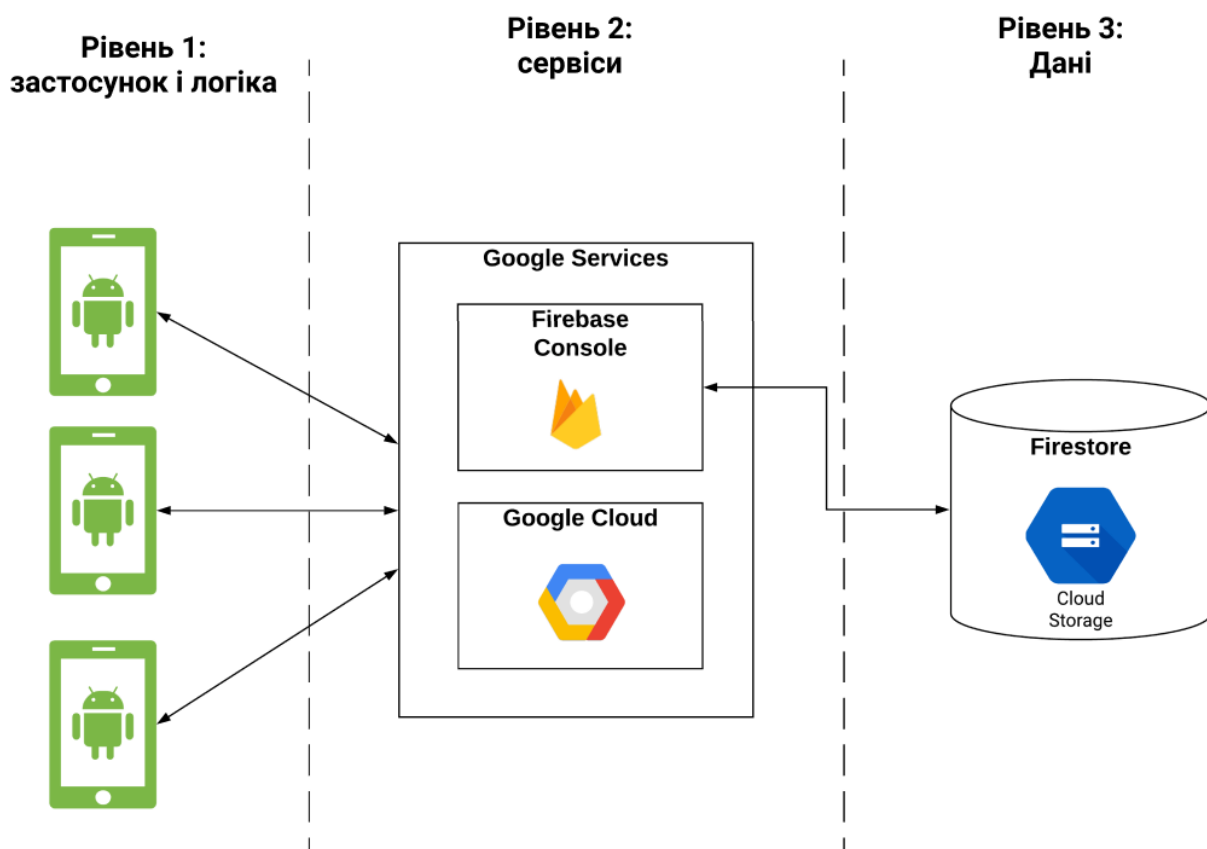 Рівень 1:
застосунок і логіка
Рівень 2:
сервіси
Рівень 3:
Дані
Google Services
Firebase
Console
Google Cloud
Firestore
Cloud
Storage